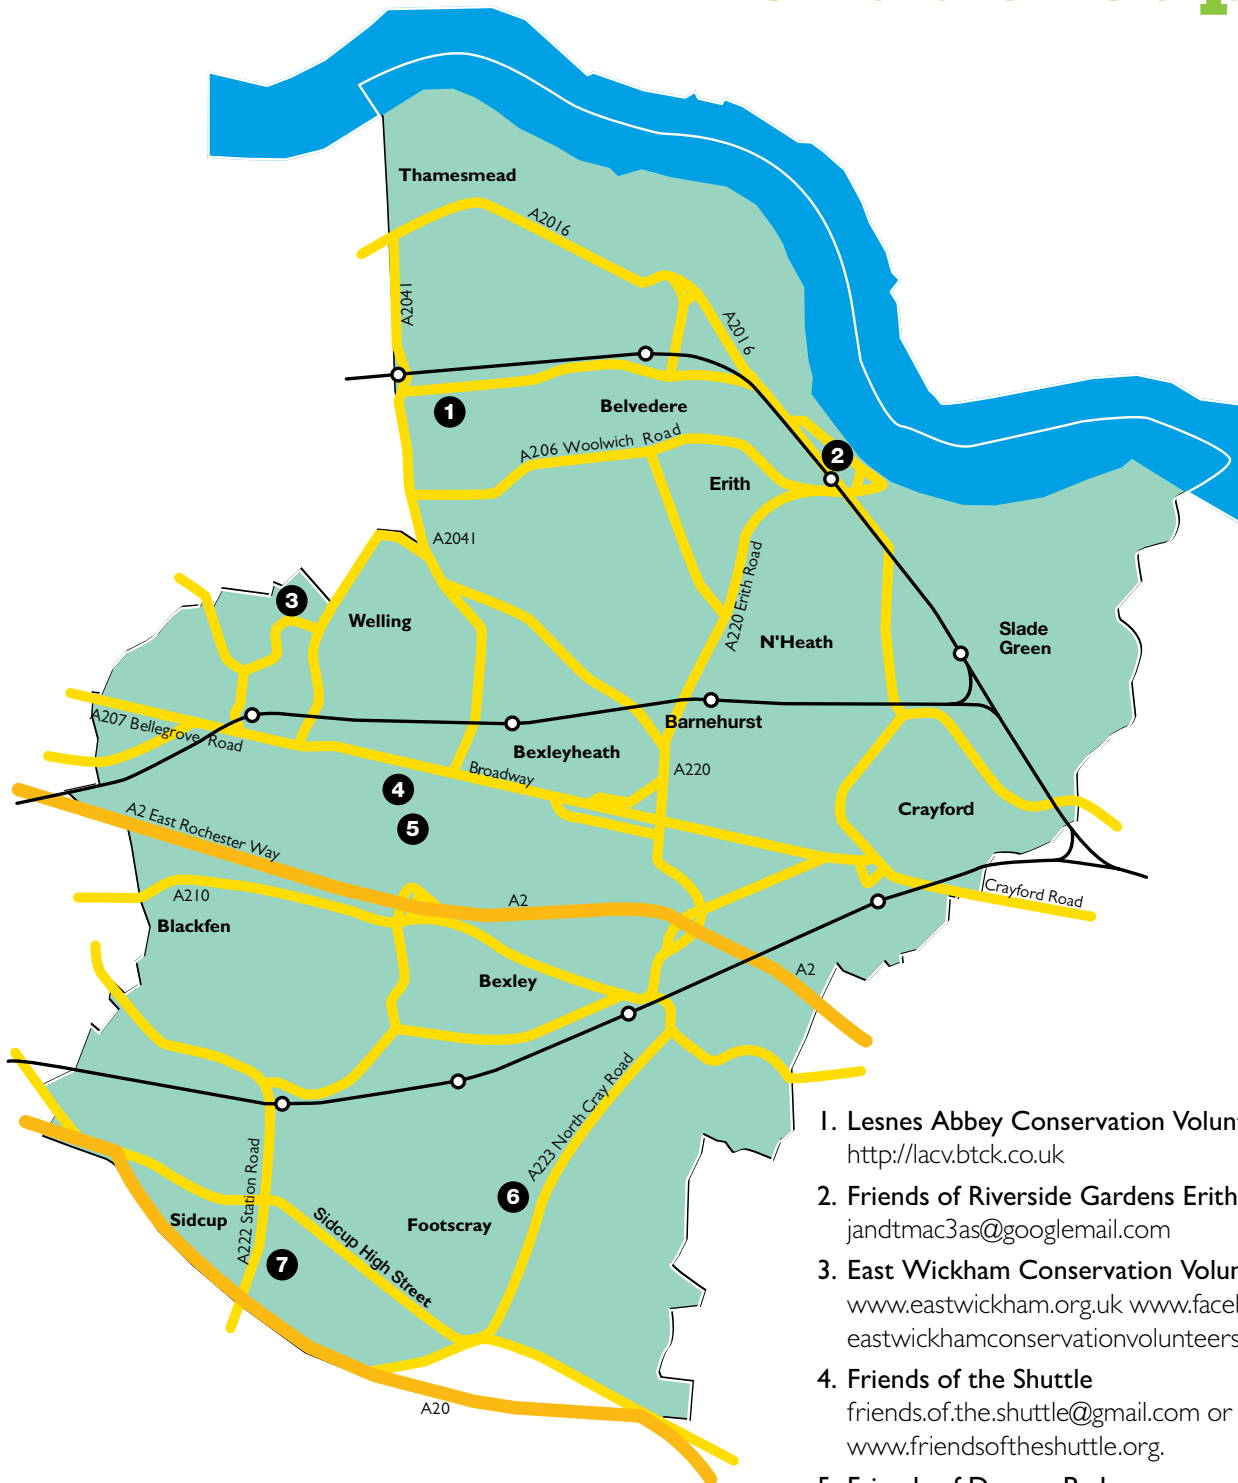 Thamesmead
A2016
A2041
A2016
1
Belvedere
A206 Woolwich Road
2
Erith
A2041
A220 Erith Road
3
Welling
N'Heath
Slade
Green
A207 Bellegrove Road
Barnehurst
Bexleyheath
Broadway
A220
4
Crayford
5
A2 East Rochester Way
A210
A2
Crayford Road
Blackfen
A2
Bexley
A223 North Cray Road
A222 Station Road
6
Sidcup
Sidcup High Street
Footscray
7
A20
1. Lesnes Abbey Conservation Volun
http://lacv.btck.co.uk
2. Friends of Riverside Gardens Erith
jandtmac3as@googlemail.com
3. East Wickham Conservation Volun
www.eastwickham.org.uk www.facel
eastwickhamconservationvolunteers
4. Friends of the Shuttle
friends.of.the.shuttle@gmail.com or
www.friendsoftheshuttle.org.